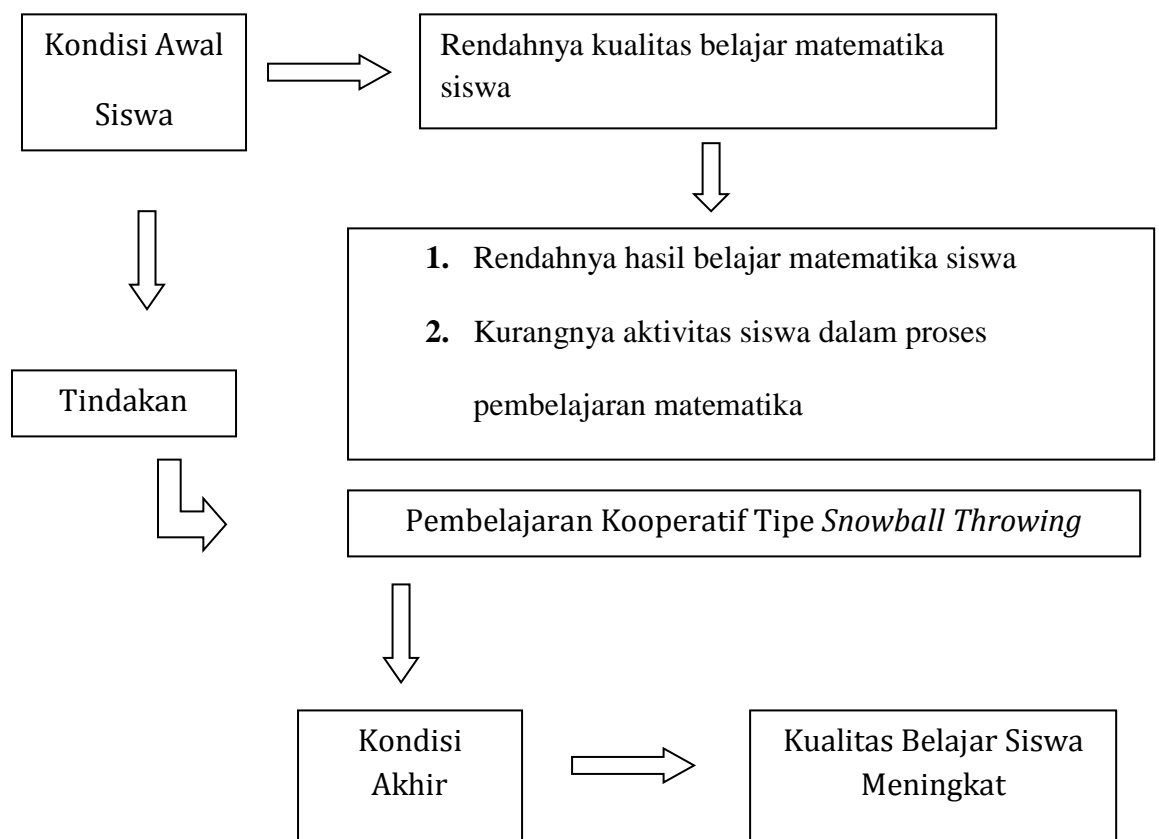 Kondisi Awal
Siswa
Rendahnya kualitas belajar matematika
siswa
1. Rendahnya hasil belajar matematika siswa
2. Kurangnya aktivitas siswa dalam proses
pembelajaran matematika
Tindakan
Pembelajaran Kooperatif Tipe Snowball Throwing
Kondisi
Akhir
Kualitas Belajar Siswa
Meningkat